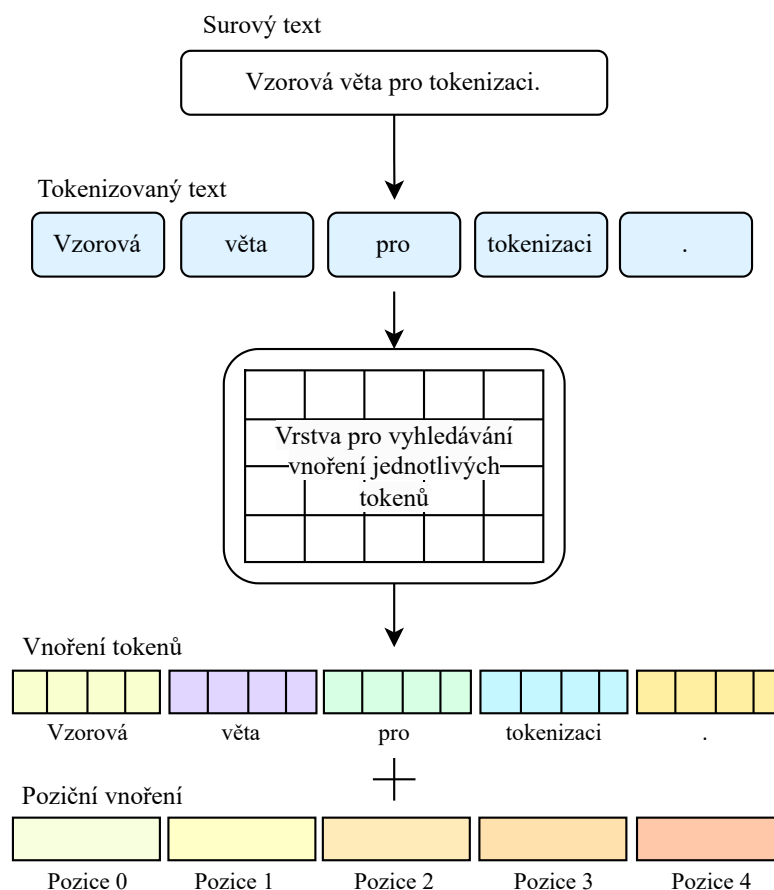 Surový text
Vzorová věta pro tokenizaci.
Tokenizovaný text
Vzorová věta pro tokenizaci .
Vrstva pro vyhledávání
vnoření jednotlivých
tokenů
Vnoření tokenů
Vzorová věta pro tokenizaci .
Poziční vnoření
Pozice 0 Pozice 1 Pozice 2 Pozice 3 Pozice 4